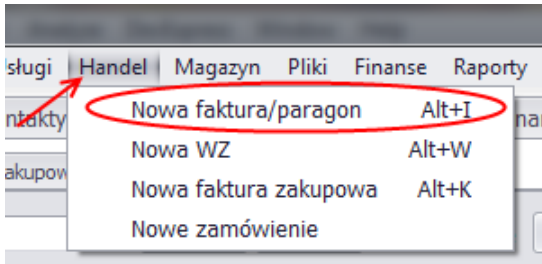 sługi Handel Magazyn Pliki Finanse Raporty
Nowa faktura/paragon Alt+I
ntakty
Nowa WZ Alt+W
akupow
Nowa faktura zakupowa Alt+K
Nowe zamówienie